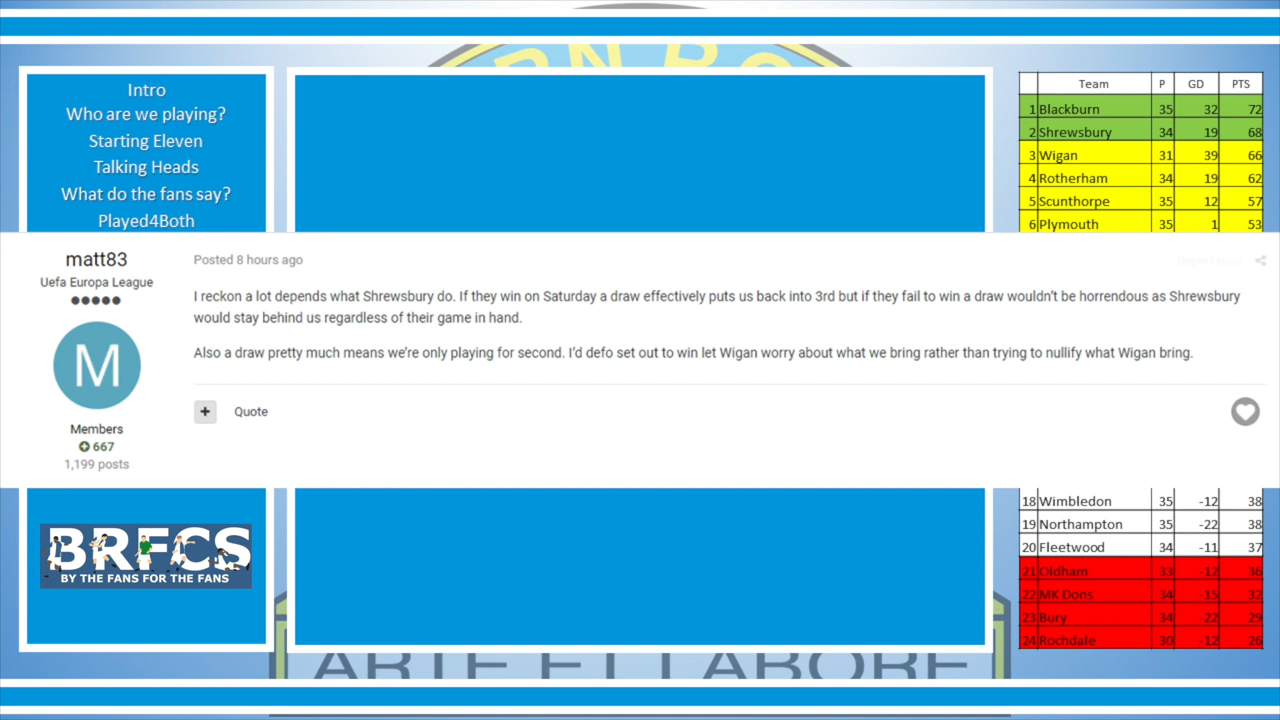 RN RO
Intro
Who are we playing?
Starting Eleven
Talking Heads
What do the fans say?
Played4Both
Team P GD PTS
1 Blackburn 35 32 72
2 Shrewsbury 34 19 68
3 Wigan 31 39 66
4 Rotherham 34 19 62
5 Scunthorpe 35 12 57
6 Plymouth 35 1 53
matt83
Uefa Europa League
M
Members
667
1,199 posts
Posted 8 hours ago
Report post
I reckon a lot depends what Shrewsbury do. If they win on Saturday a draw effectively puts us back into 3rd but if they fail to win a draw wouldn't be horrendous as Shrewsbury
would stay behind us regardless of their game in hand.
Also a draw pretty much means we're only playing for second. I'd defo set out to win let Wigan worry about what we bring rather than trying to nullify what Wigan bring.
+ Quote
18 Wimbledon 35 -12 38
19 Northampton 35 -22 38
20 Fleetwood 34 -11 37
21 Oldham 33 -12 36
22 MK Dons 34 -15 32
23 Bury 34 -22 29
24 Rochdale 30 -12 26
BRFCS
BY THE FANS FOR THE FANS
ARTE ET LABORE